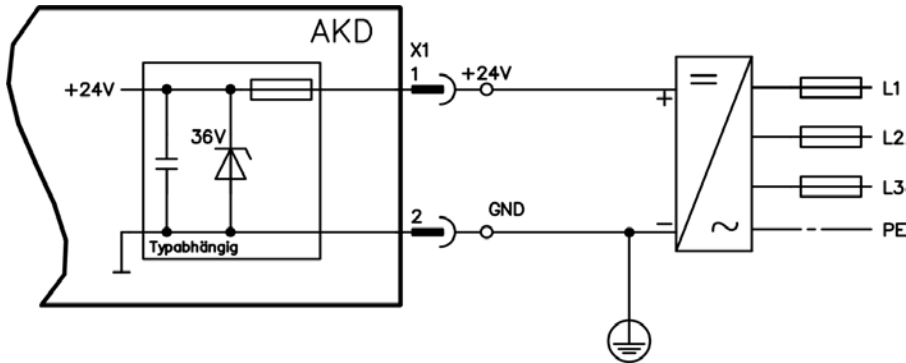 AKD
X1
1
+24V
+24V
36V
Typabhängig
2
GND
+
−
L1
L2
L3
PE